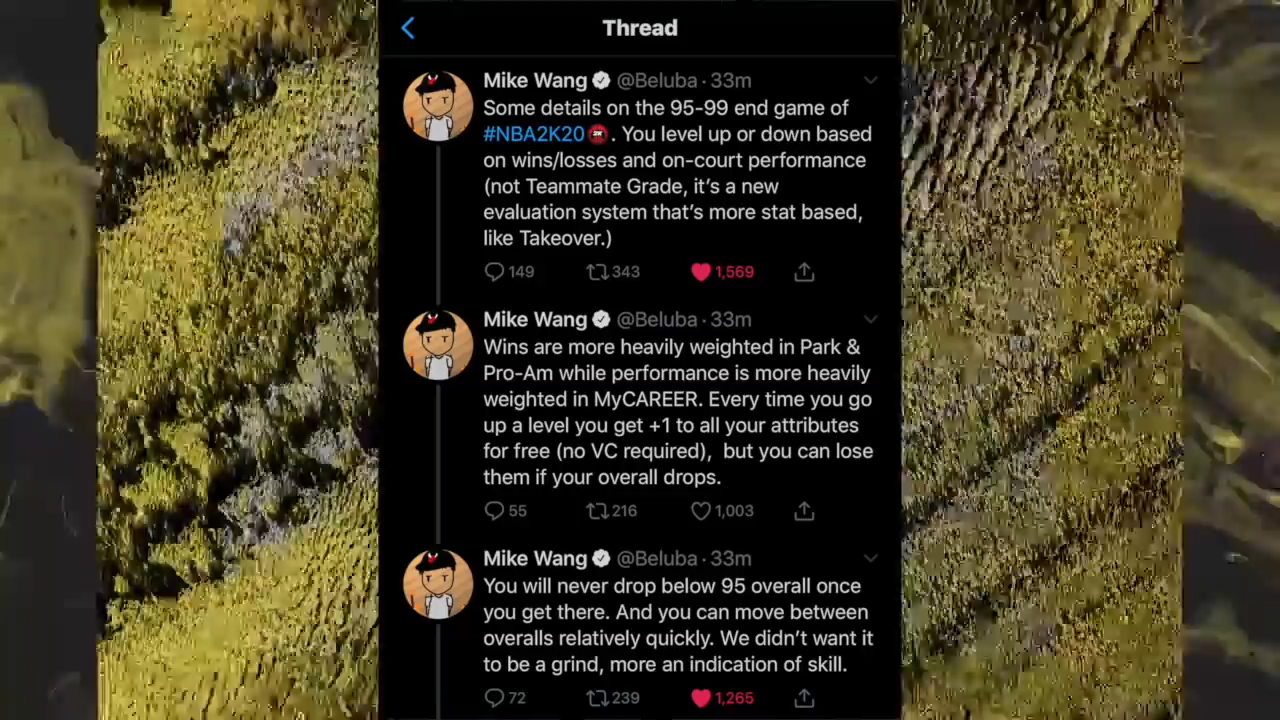 Thread
Mike Wang @Beluba · 33m
Some details on the 95-99 end game of
#NBA2K20 2K. You level up or down based
on wins/losses and on-court performance
(not Teammate Grade, it’s a new
evaluation system that’s more stat based,
like Takeover.)
149 343 1,569
Mike Wang @Beluba · 33m
Wins are more heavily weighted in Park &
Pro-Am while performance is more heavily
weighted in MyCAREER. Every time you go
up a level you get +1 to all your attributes
for free (no VC required), but you can lose
them if your overall drops.
55 216 1,003
Mike Wang @Beluba · 33m
You will never drop below 95 overall once
you get there. And you can move between
overalls relatively quickly. We didn’t want it
to be a grind, more an indication of skill.
72 239 1,265